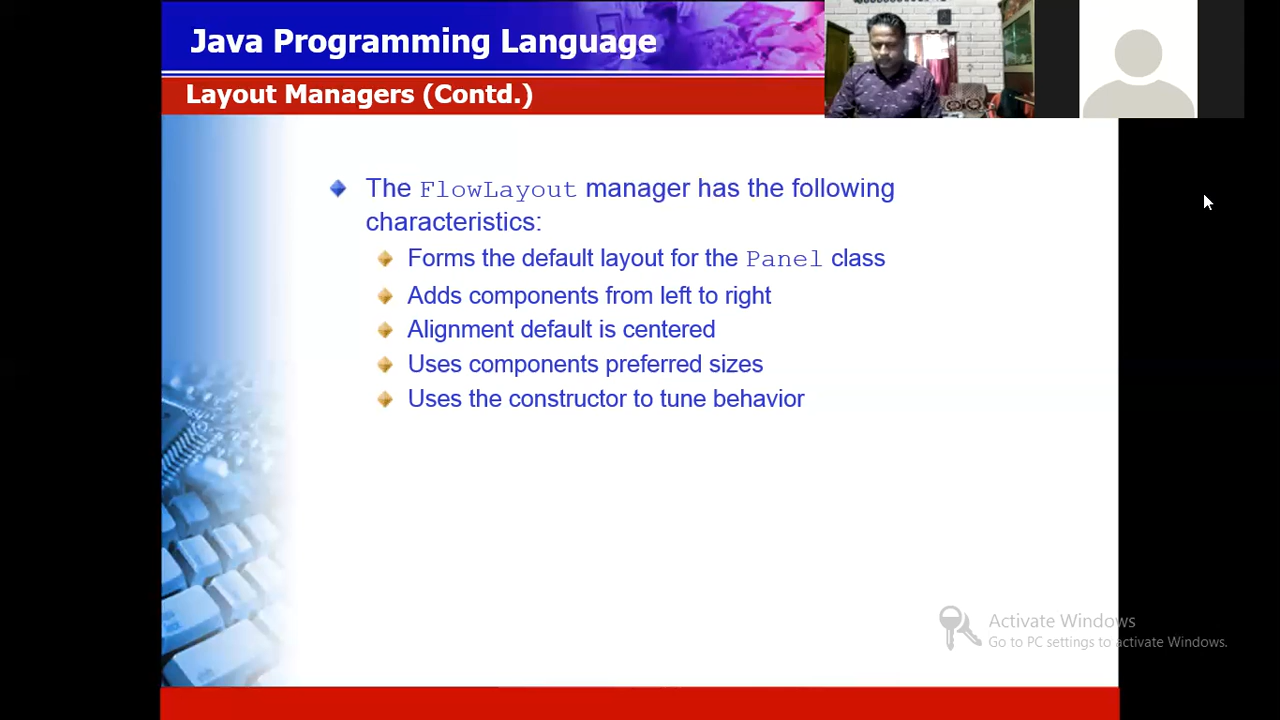 Java Programming Language
Layout Managers (Contd.)
The FlowLayout manager has the following
characteristics:
Forms the default layout for the Panel class
Adds components from left to right
Alignment default is centered
Uses components preferred sizes
Uses the constructor to tune behavior
Activate Windows
Go to PC settings to activate Windows.